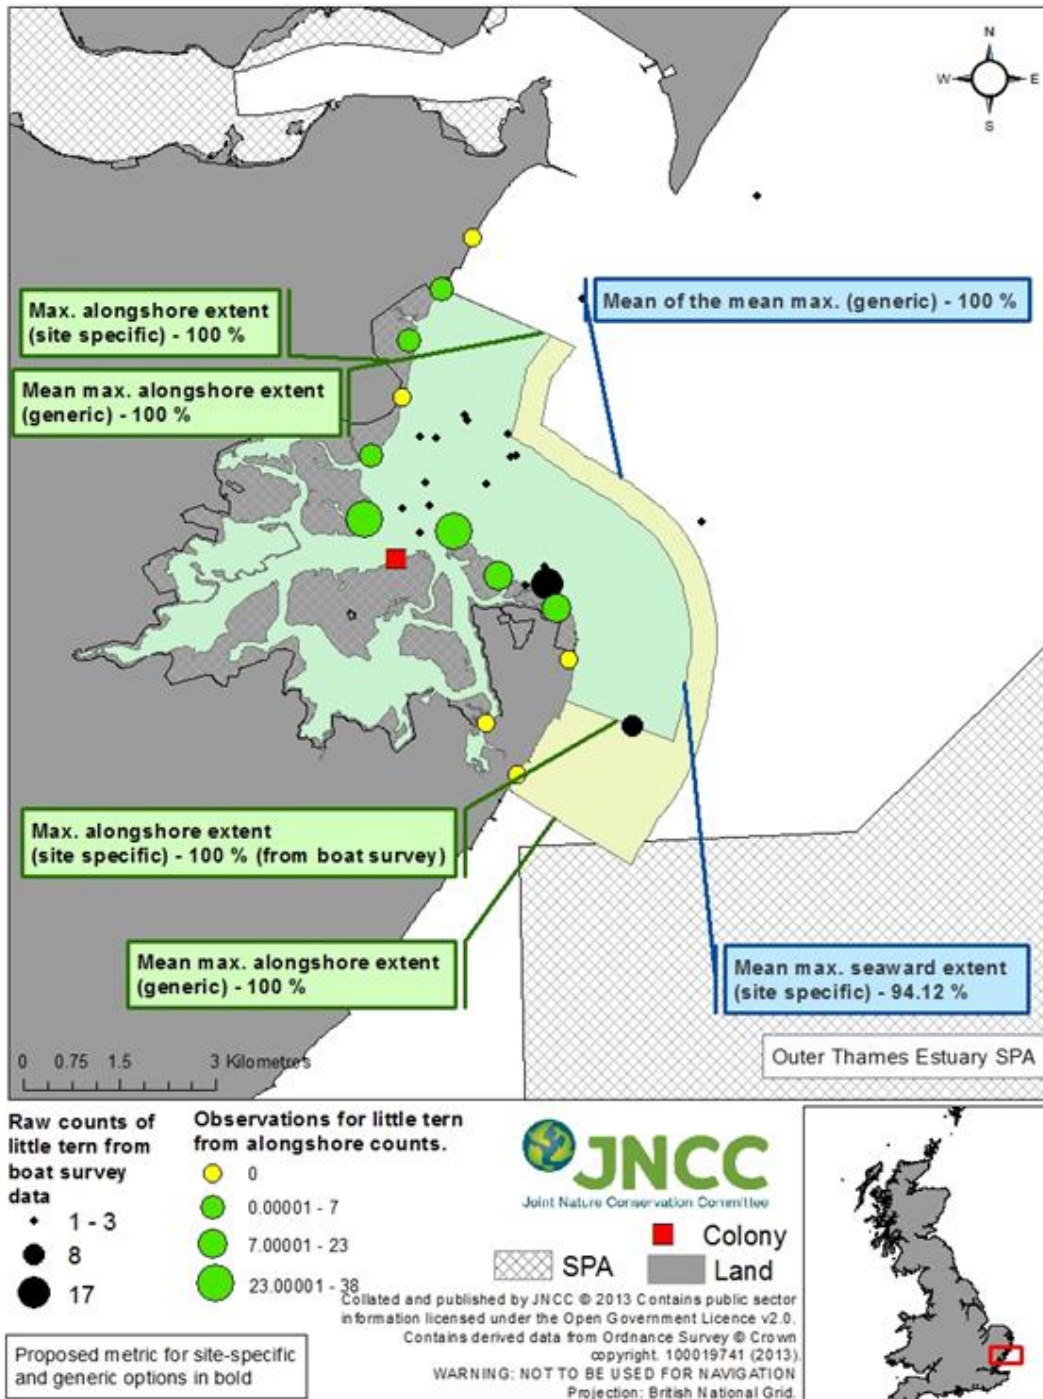 N
W
E
S
Max. alongshore extent
(site specific) - 100 %
Mean of the mean max. (generic) - 100 %
Mean max. alongshore extent
(generic) - 100 %
Max. alongshore extent
(site specific) - 100 % (from boat survey)
Mean max. alongshore extent
(generic) - 100 %
Mean max. seaward extent
(site specific) - 94.12 %
0 0.75 1.5 3 Kilometres
Outer Thames Estuary SPA
Raw counts of
little tern from
boat survey
data
1 - 3
8
17
Observations for little tern
from alongshore counts.
0
0.00001 - 7
7.00001 - 23
23.00001 - 38
JNCC
Joint Nature Conservation Committee
Colony
SPA
Land
Collated and published by JNCC © 2013 Contains public sector
information licensed under the Open Government Licence v2.0.
Contains derived data from Ordnance Survey © Crown
copyright. 100019741 (2013).
WARNING: NOT TO BE USED FOR NAVIGATION
Projection: British National Grid.
Proposed metric for site-specific
and generic options in bold